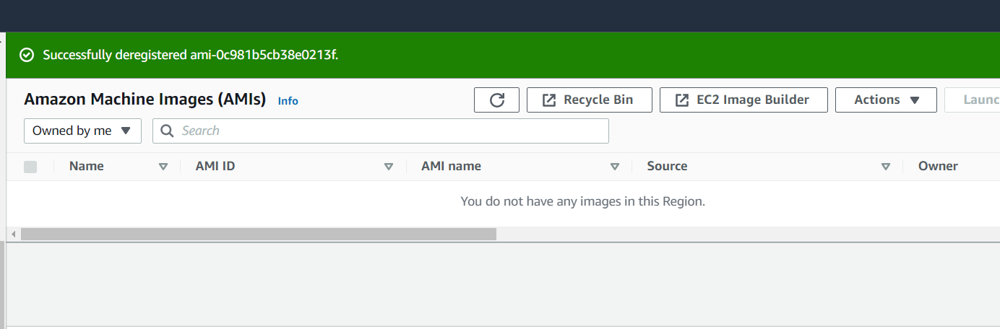 Successfully deregistered ami-0c981b5cb38e0213f.
Amazon Machine Images (AMIs) Info Recycle Bin EC2 Image Builder Actions Launc
Owned by me Search
Name AMI ID AMI name Source Owner
You do not have any images in this Region.